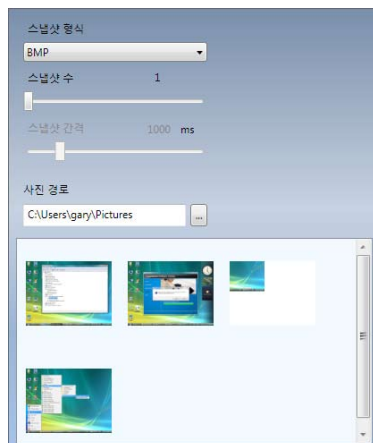 스냅샷 형식
BMP
스냅샷 수 1
스냅샷 간격 1000 ms
사진 경로
C:\Users\gary\Pictures
...